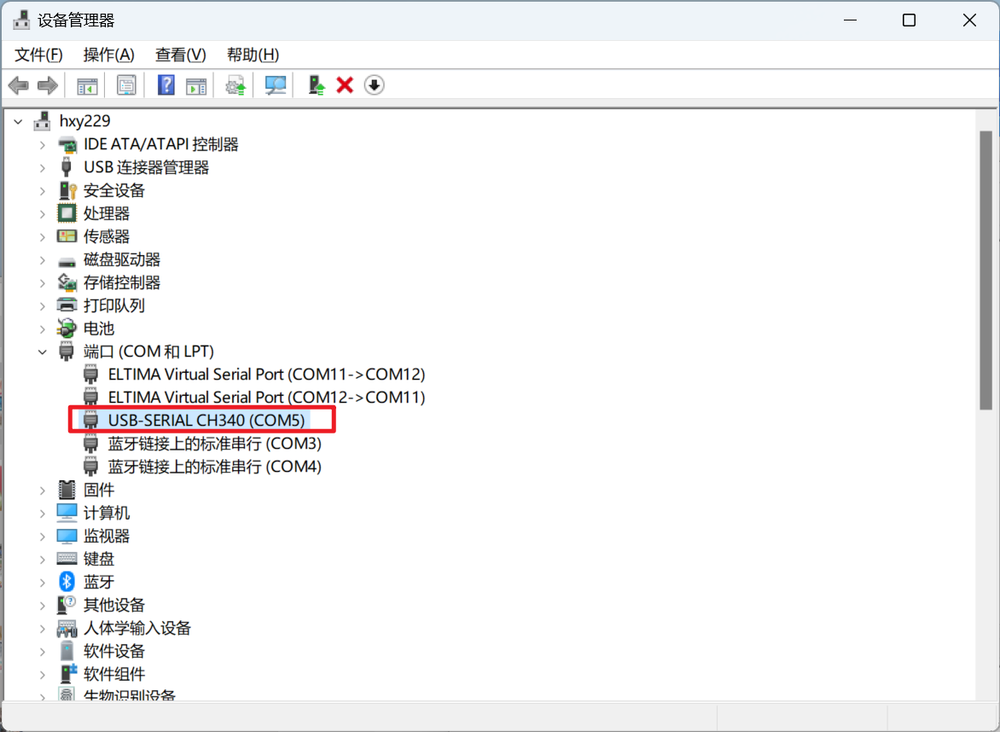 设备管理器
文件(F) 操作(A) 查看(V) 帮助(H)
hxy229
IDE ATA/ATAPI 控制器
USB 连接器管理器
安全设备
处理器
传感器
磁盘驱动器
存储控制器
打印队列
电池
端口 (COM 和 LPT)
ELTIMA Virtual Serial Port (COM11->COM12)
ELTIMA Virtual Serial Port (COM12->COM11)
USB-SERIAL CH340 (COM5)
蓝牙链接上的标准串行 (COM3)
蓝牙链接上的标准串行 (COM4)
固件
计算机
监视器
键盘
蓝牙
其他设备
人体学输入设备
软件设备
软件组件
生物识别设备